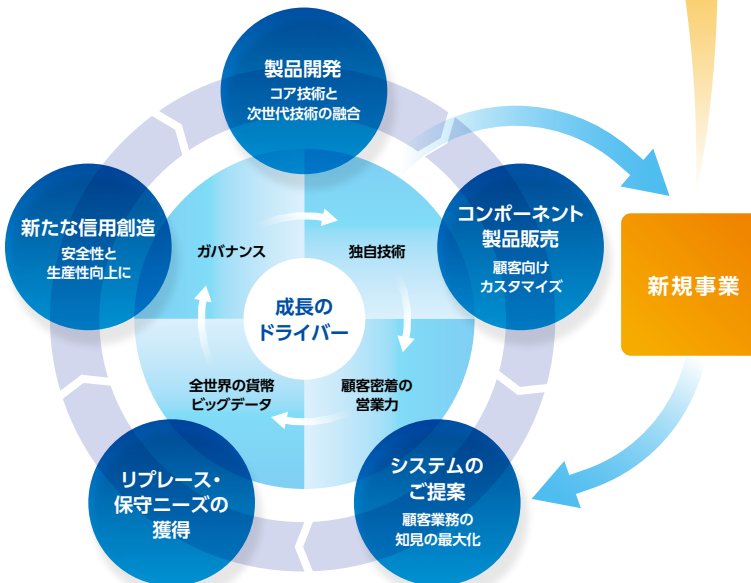 製品開発
コア技術と
次世代技術の融合
コンポーネント
製品販売
顧客向け
カスタマイズ
システムの
ご提案
顧客業務の
知見の最大化
リプレース・
保守ニーズの
獲得
新たな信用創造
安全性と
生産性向上に
ガバナンス
独自技術
成長の
ドライバー
全世界の貨幣
ビッグデータ
顧客密着の
営業力
新規事業